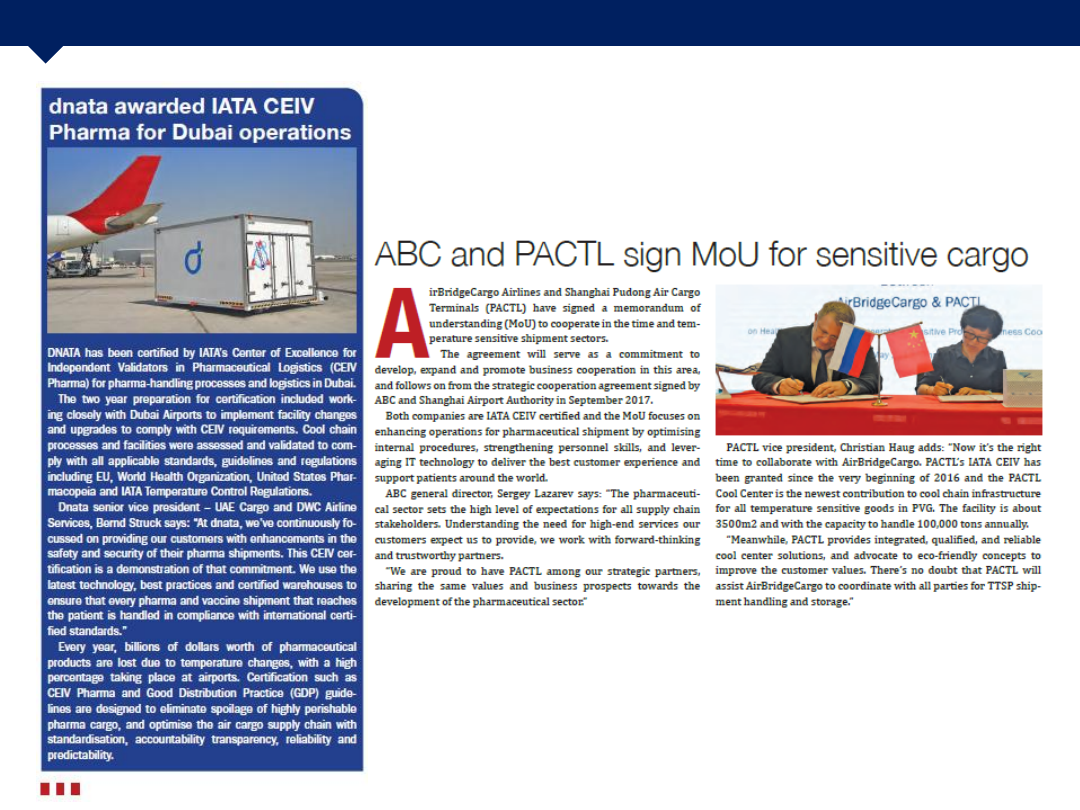 dnata awarded IATA CEIV
Pharma for Dubai operations
DNATA has been certified by IATA's Center of Excellence for
Independent Validators in Pharmaceutical Logistics (CEIV
Pharma) for pharma-handling processes and logistics in Dubai.
The two year preparation for certification included work-
ing closely with Dubai Airports to implement facility changes
and upgrades to comply with CEIV requirements. Cool chain
processes and facilities were assessed and validated to com-
ply with all applicable standards, guidelines and regulations
including EU, World Health Organization, United States Phar-
macopeia and IATA Temperature Control Regulations.
Dnata senior vice president – UAE Cargo and DWC Airline
Services, Bernd Struck says: "At dnata, we've continuously fo-
cussed on providing our customers with enhancements in the
safety and security of their pharma shipments. This CEIV cer-
tification is a demonstration of that commitment. We use the
latest technology, best practices and certified warehouses to
ensure that every pharma and vaccine shipment that reaches
the patient is handled in compliance with international certi-
fied standards."
Every year, billions of dollars worth of pharmaceutical
products are lost due to temperature changes, with a high
percentage taking place at airports. Certification such as
CEIV Pharma and Good Distribution Practice (GDP) guide-
lines are designed to eliminate spoilage of highly perishable
pharma cargo, and optimise the air cargo supply chain with
standardisation, accountability transparency, reliability and
predictability.
ABC and PACTL sign MoU for sensitive cargo
AirBridgeCargo Airlines and Shanghai Pudong Air Cargo
Terminals (PACTL) have signed a memorandum of
understanding (MoU) to cooperate in the time and tem-
perature sensitive shipment sectors.
The agreement will serve as a commitment to
develop, expand and promote business cooperation in this area,
and follows on from the strategic cooperation agreement signed by
ABC and Shanghai Airport Authority in September 2017.
Both companies are IATA CEIV certified and the MoU focuses on
enhancing operations for pharmaceutical shipment by optimising
internal procedures, strengthening personnel skills, and lever-
aging IT technology to deliver the best customer experience and
support patients around the world.
ABC general director, Sergey Lazarev says: "The pharmaceuti-
cal sector sets the high level of expectations for all supply chain
stakeholders. Understanding the need for high-end services our
customers expect us to provide, we work with forward-thinking
and trustworthy partners.
"We are proud to have PACTL among our strategic partners,
sharing the same values and business prospects towards the
development of the pharmaceutical sector."
AirBridgeCargo & PACTL
PACTL vice president, Christian Haug adds: "Now it's the right
time to collaborate with AirBridgeCargo. PACTL's IATA CEIV has
been granted since the very beginning of 2016 and the PACTL
Cool Center is the newest contribution to cool chain infrastructure
for all temperature sensitive goods in PVG. The facility is about
3500m2 and with the capacity to handle 100,000 tons annually.
"Meanwhile, PACTL provides integrated, qualified, and reliable
cool center solutions, and advocate to eco-friendly concepts to
improve the customer values. There's no doubt that PACTL will
assist AirBridgeCargo to coordinate with all parties for TTSP ship-
ment handling and storage."